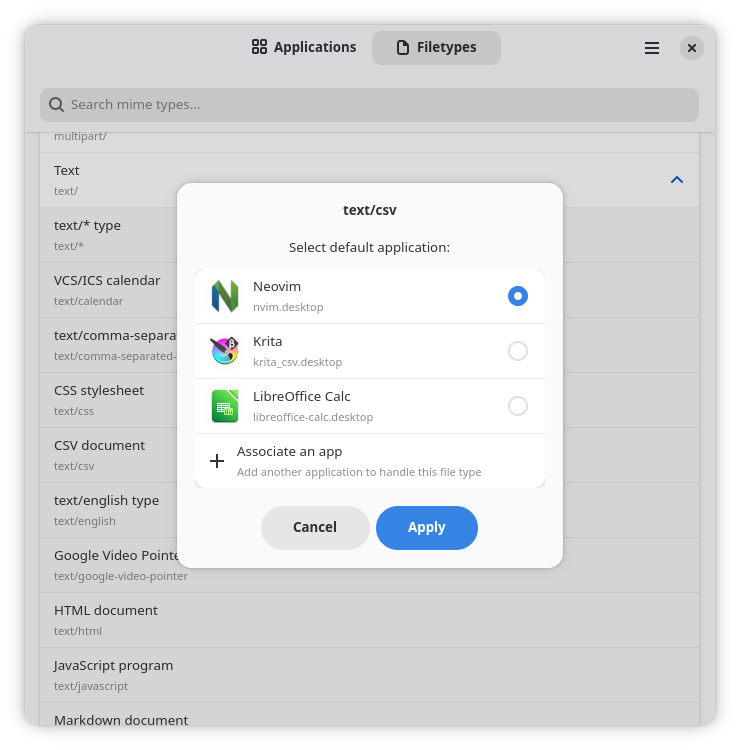 Applications
Filetypes
Search mime types...
multipart/
Text
text/
text/* type
text/*
VCS/ICS calendar
text/calendar
text/comma-separa
text/comma-separated-
CSS stylesheet
text/css
CSV document
text/csv
text/english type
text/english
Google Video Pointe
text/google-video-pointer
HTML document
text/html
JavaScript program
text/javascript
Markdown document
text/csv
Select default application:
Neovim
nvim.desktop
Krita
krita_csv.desktop
LibreOffice Calc
libreoffice-calc.desktop
Associate an app
Add another application to handle this file type
Cancel
Apply